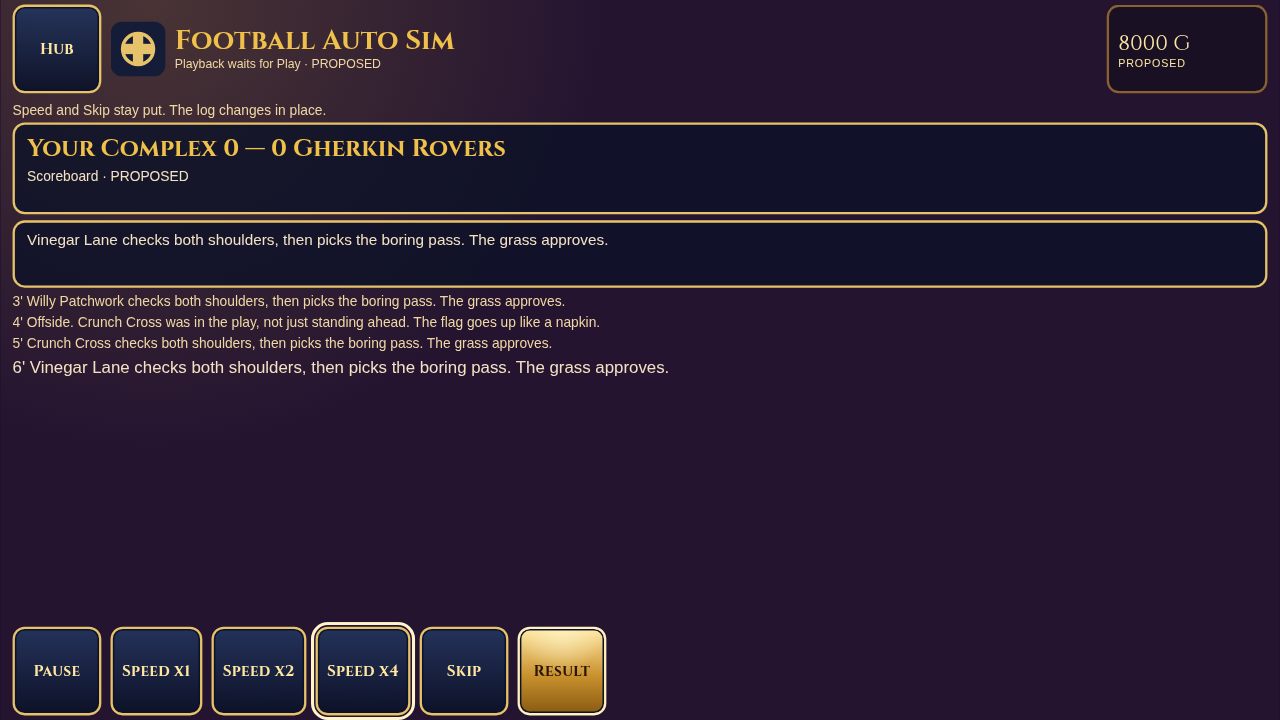 Hub
Football Auto Sim
Playback waits for Play · PROPOSED
8000 G
PROPOSED
Speed and Skip stay put. The log changes in place.
Your Complex 0 — 0 Gherkin Rovers
Scoreboard · PROPOSED
Vinegar Lane checks both shoulders, then picks the boring pass. The grass approves.
3' Willy Patchwork checks both shoulders, then picks the boring pass. The grass approves.
4' Offside. Crunch Cross was in the play, not just standing ahead. The flag goes up like a napkin.
5' Crunch Cross checks both shoulders, then picks the boring pass. The grass approves.
6' Vinegar Lane checks both shoulders, then picks the boring pass. The grass approves.
Pause Speed x1 Speed x2 Speed x4 Skip Result